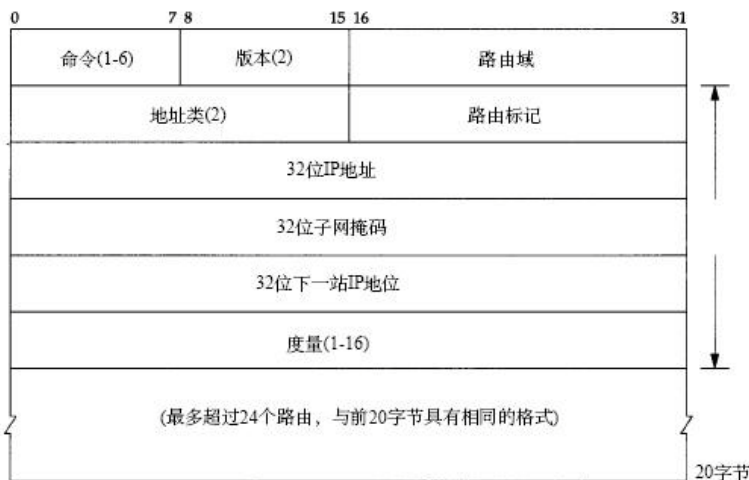 0 7 8 15 16 31
命令(1-6) 版本(2) 路由域
地址类(2) 路由标记
32位IP地址
32位子网掩码
32位下一站IP地位
度量(1-16)
(最多超过24个路由，与前20字节具有相同的格式)
20字节